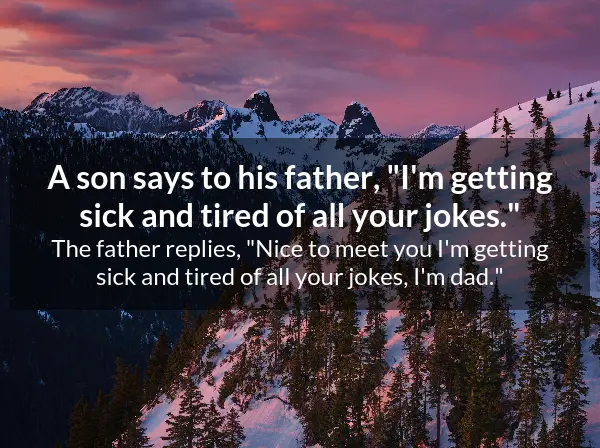 A son says to his father, "I'm getting
sick and tired of all your jokes."
The father replies, "Nice to meet you I'm getting
sick and tired of all your jokes, I'm dad."